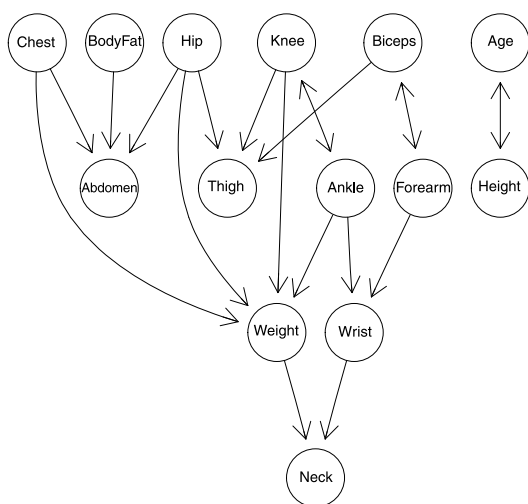 Chest
BodyFat
Hip
Knee
Biceps
Age
Abdomen
Thigh
Ankle
Forearm
Height
Weight
Wrist
Neck